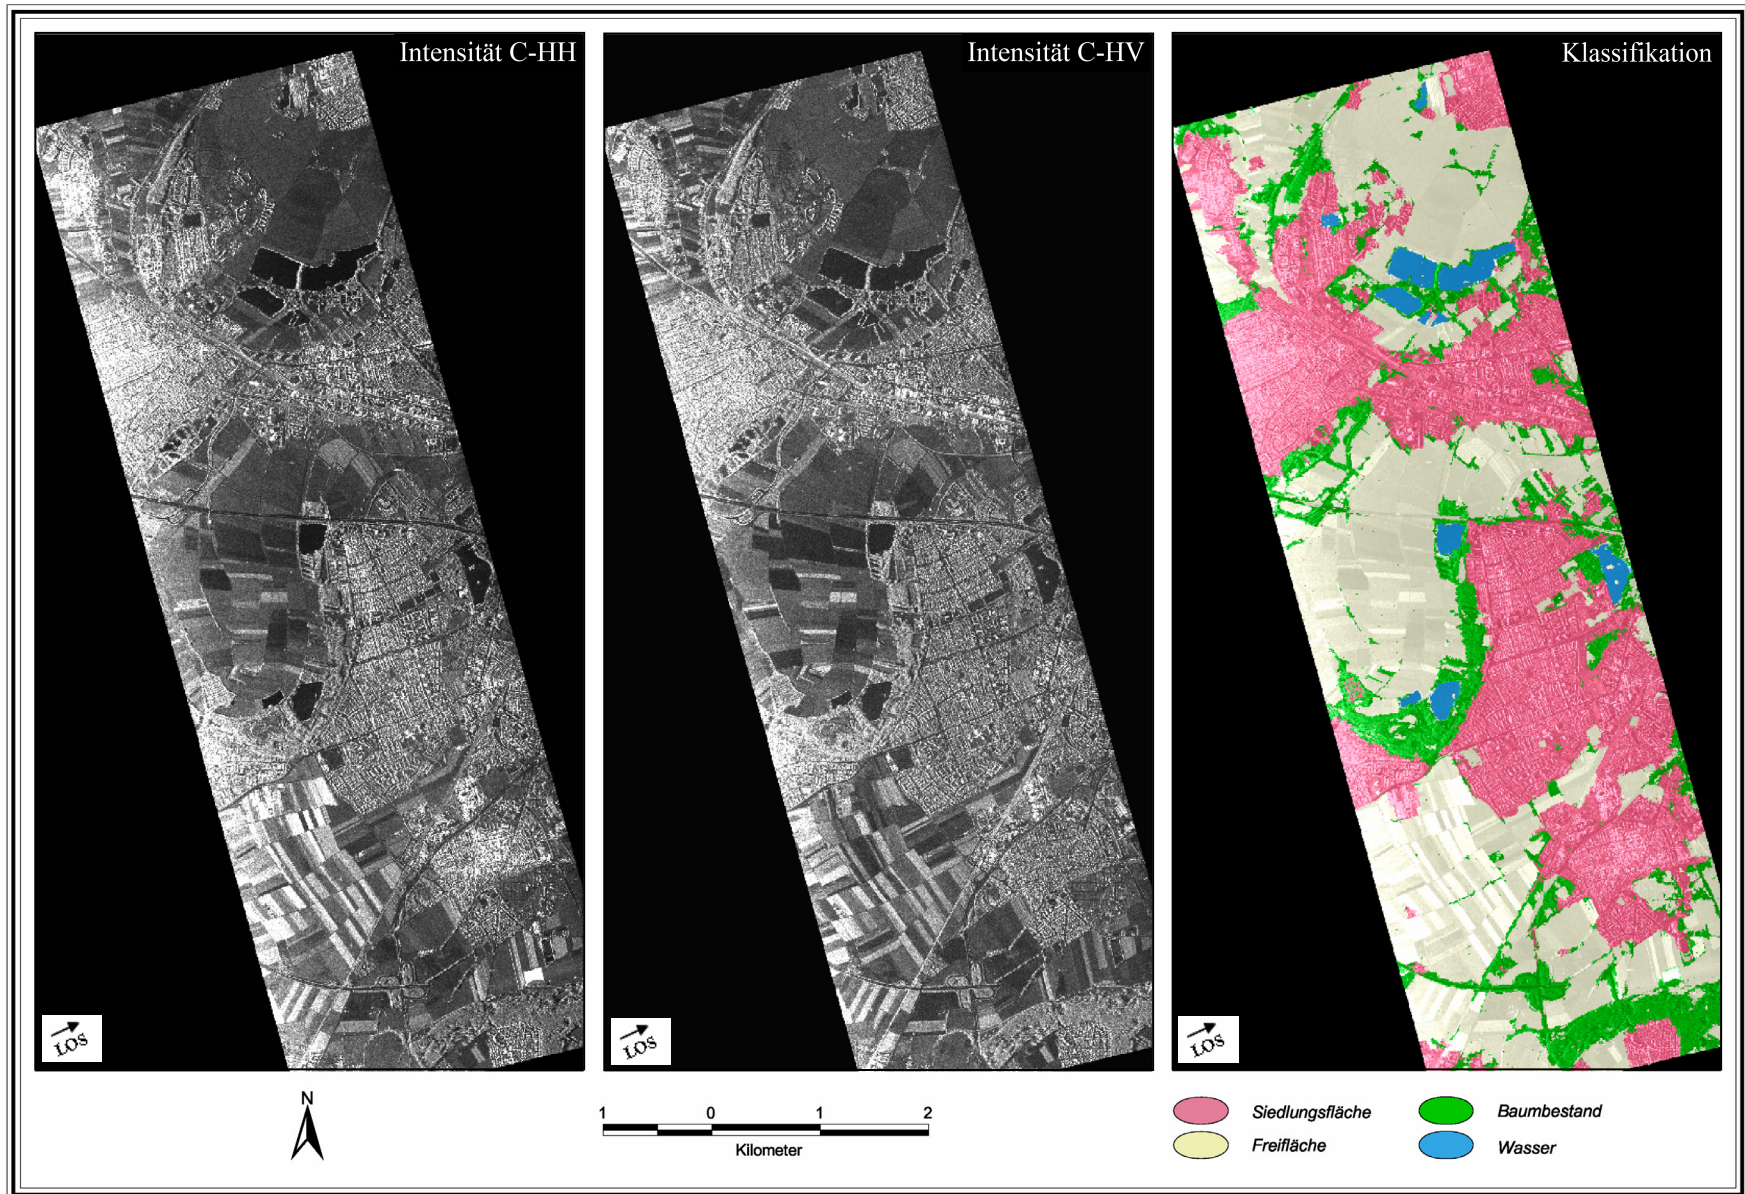 Intensität C-HH
Intensität C-HV
Klassifikation
LOS
LOS
LOS
N
1 0 1 2
Kilometer
Siedlungsfläche
Baumbestand
Freifläche
Wasser